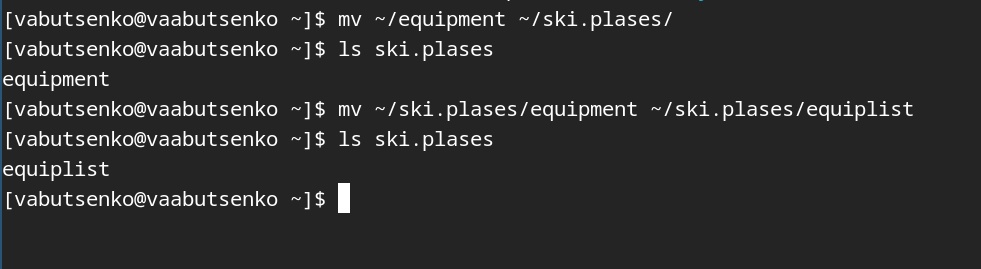 [vabutsenko@vaabutsenko ~]$ mv ~/equipment ~/ski.plases/
[vabutsenko@vaabutsenko ~]$ ls ski.plases
equipment
[vabutsenko@vaabutsenko ~]$ mv ~/ski.plases/equipment ~/ski.plases/equiplist
[vabutsenko@vaabutsenko ~]$ ls ski.plases
equiplist
[vabutsenko@vaabutsenko ~]$